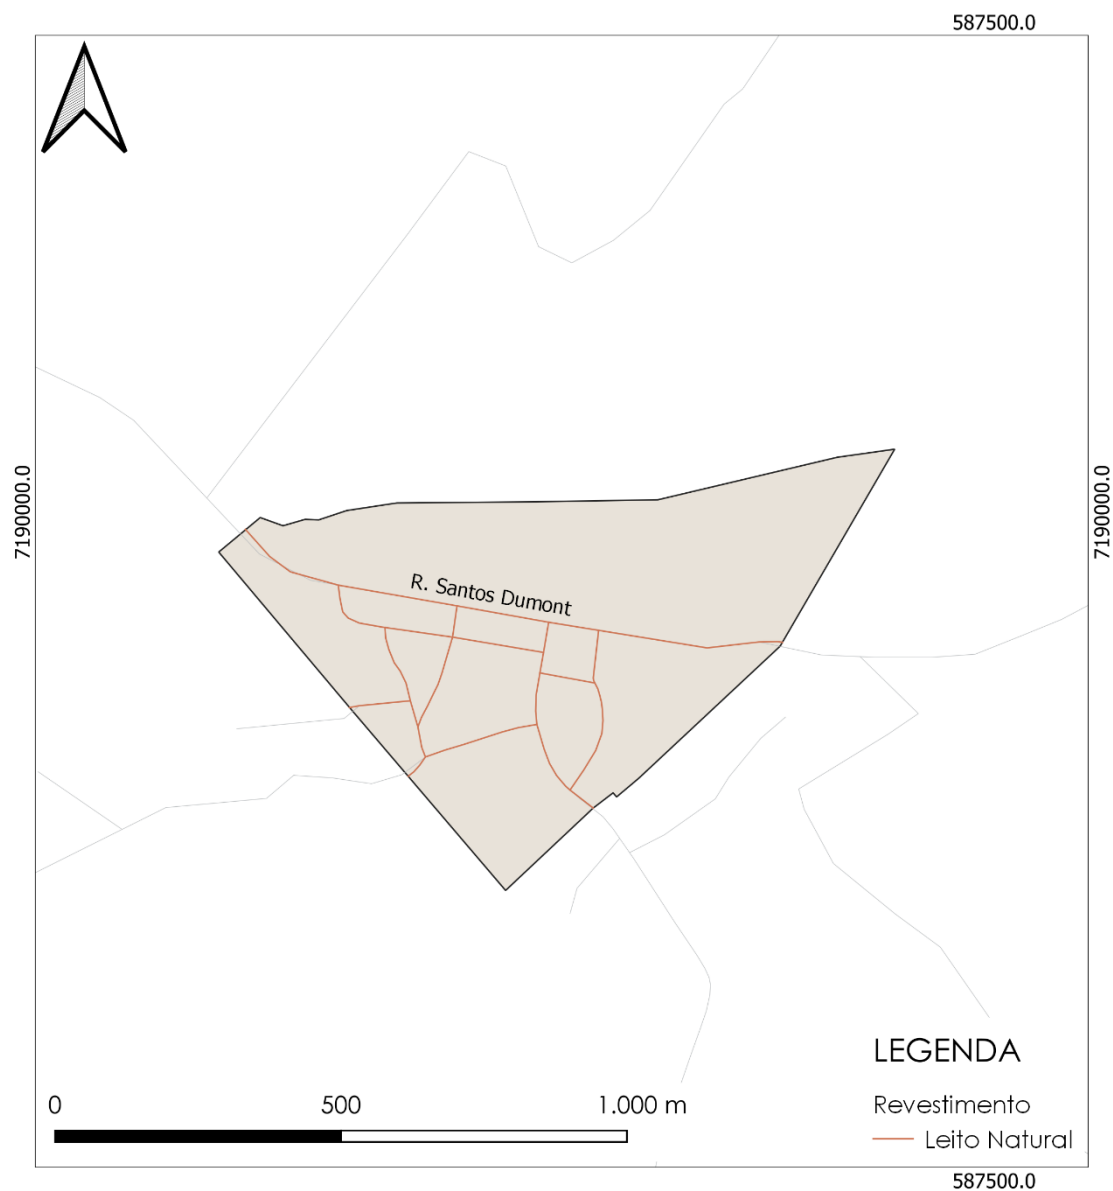 587500.0
7190000.0
7190000.0
R. Santos Dumont
LEGENDA
Revestimento
Leito Natural
0 500 1.000 m
587500.0